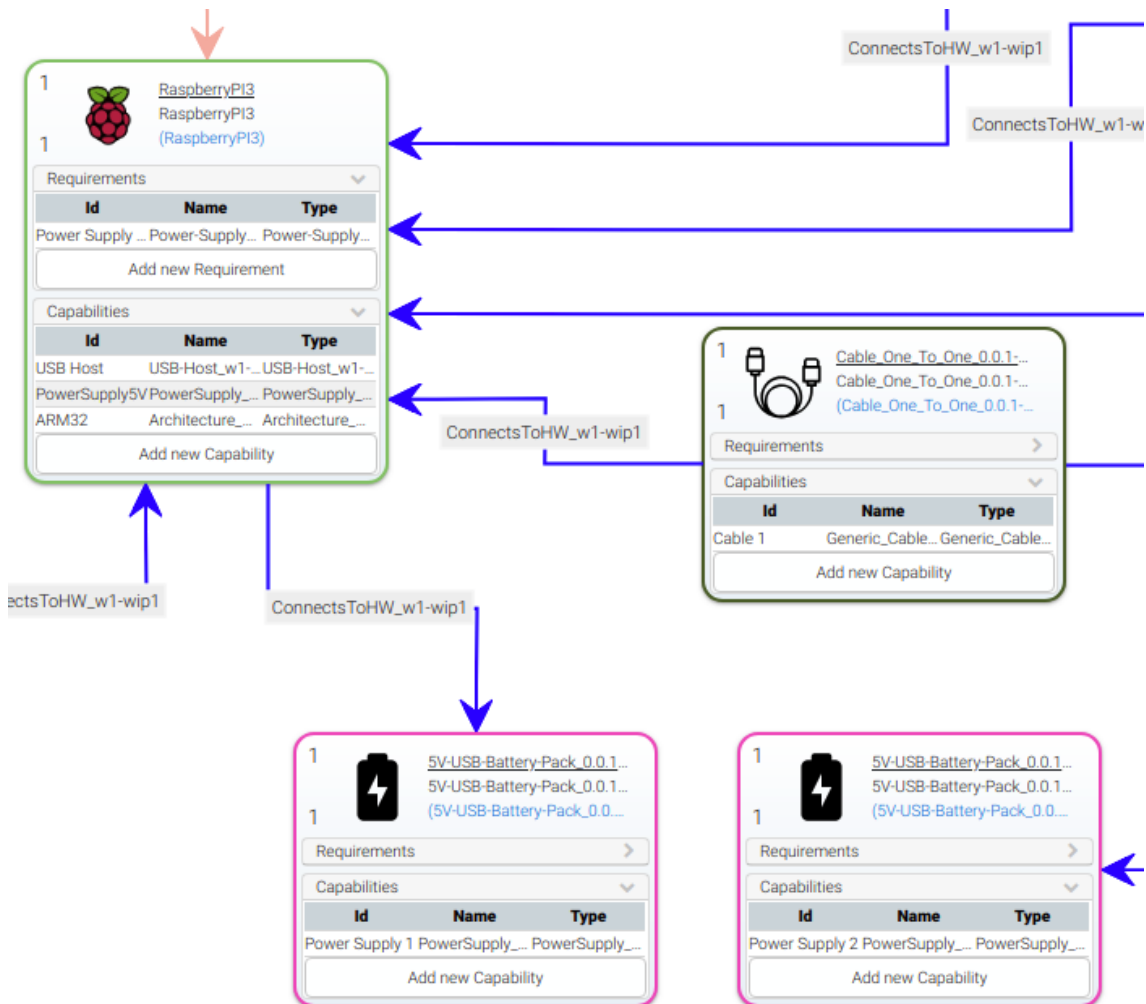 ConnectsToHW_w1-wip1
ConnectsToHW_w1-w
1
1
RaspberryPI3
RaspberryPI3
(RaspberryPI3)
Requirements
Id Name Type
Power Supply ... Power-Supply... Power-Supply...
Add new Requirement
Capabilities
Id Name Type
USB Host USB-Host_w1-... USB-Host_w1-...
PowerSupply5V PowerSupply_... PowerSupply_...
ARM32 Architecture_... Architecture_...
Add new Capability
ConnectsToHW_w1-wip1
1
1
Cable_One_To_One_0.0.1-...
Cable_One_To_One_0.0.1-...
(Cable_One_To_One_0.0.1-...
Requirements
Capabilities
Id Name Type
Cable 1 Generic_Cable... Generic_Cable...
Add new Capability
ectsToHW_w1-wip1
ConnectsToHW_w1-wip1
1
1
5V-USB-Battery-Pack_0.0.1...
5V-USB-Battery-Pack_0.0.1...
(5V-USB-Battery-Pack_0.0....
Requirements
Capabilities
Id Name Type
Power Supply 1 PowerSupply_... PowerSupply_...
Add new Capability
1
1
5V-USB-Battery-Pack_0.0.1...
5V-USB-Battery-Pack_0.0.1...
(5V-USB-Battery-Pack_0.0....
Requirements
Capabilities
Id Name Type
Power Supply 2 PowerSupply_... PowerSupply_...
Add new Capability